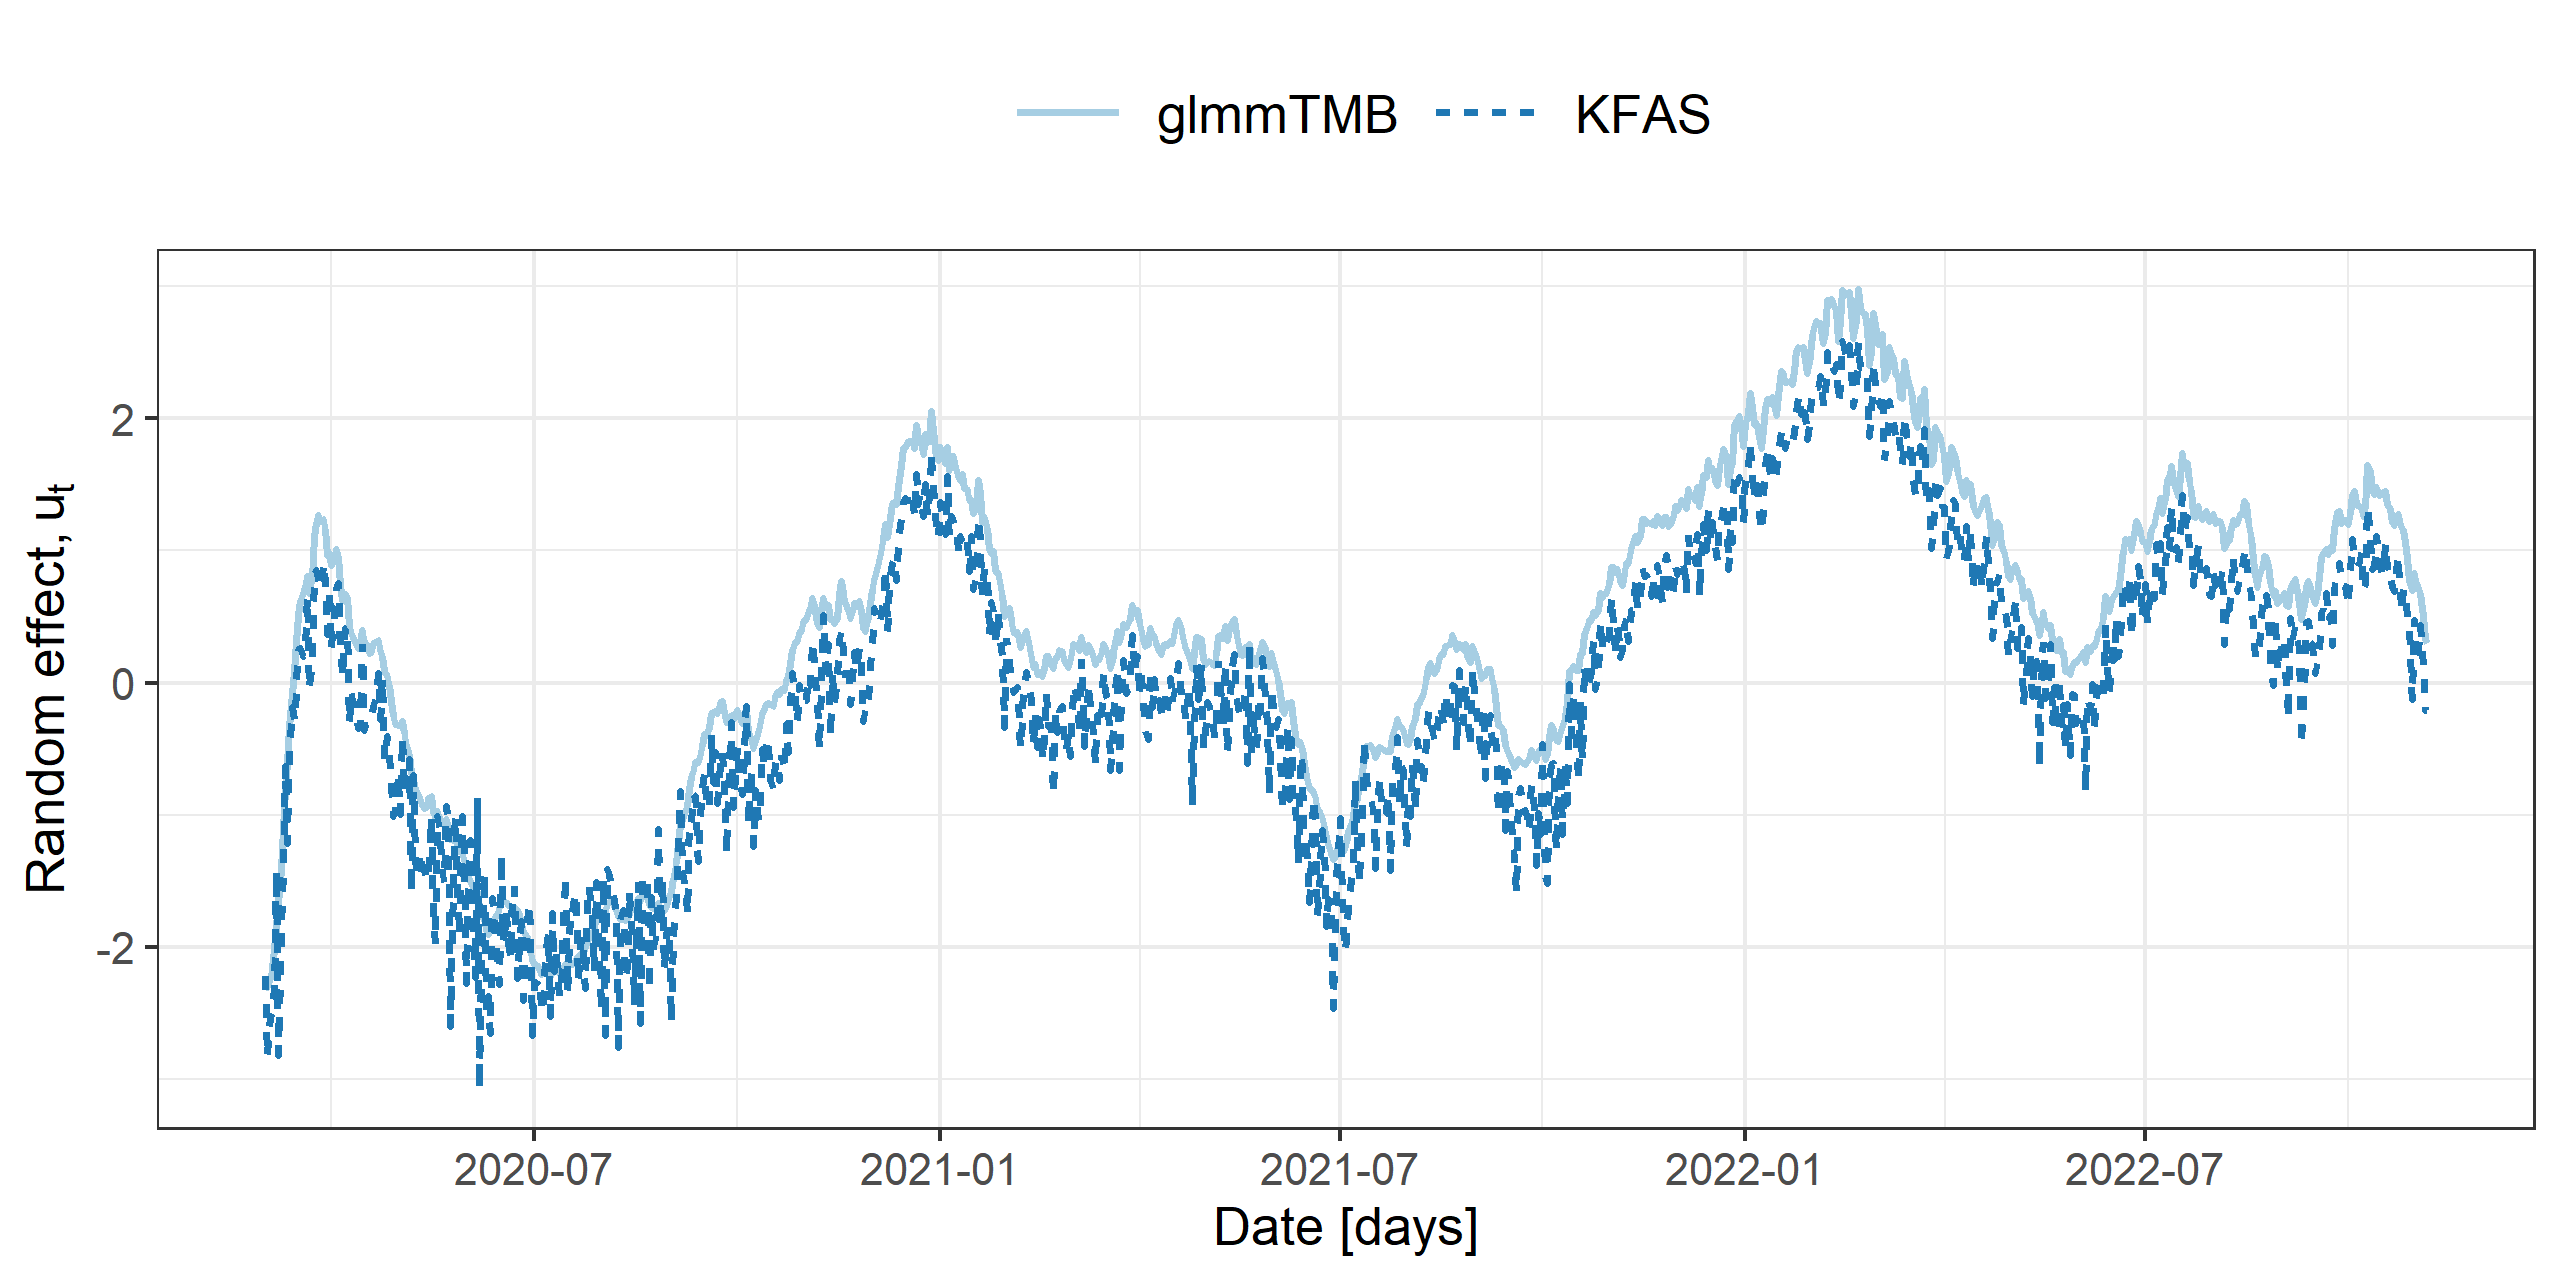 glmmTMB KFAS
Random effect, uₜ
2
0
-2
2020-07 2021-01 2021-07 2022-01 2022-07
Date [days]